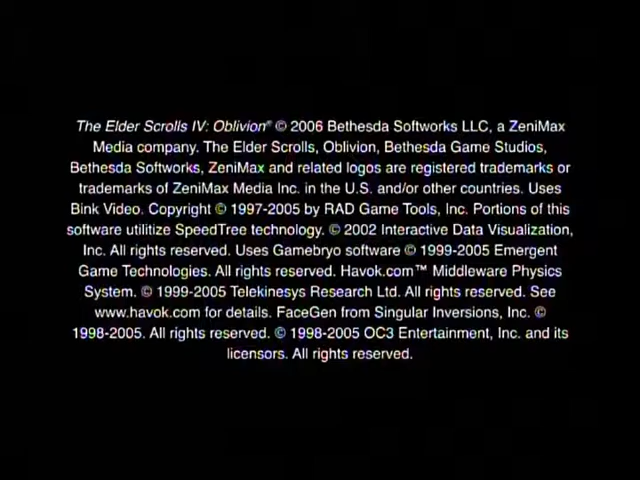 The Elder Scrolls IV: Oblivion® © 2006 Bethesda Softworks LLC, a ZeniMax
Media company. The Elder Scrolls, Oblivion, Bethesda Game Studios,
Bethesda Softworks, ZeniMax and related logos are registered trademarks or
trademarks of ZeniMax Media Inc. in the U.S. and/or other countries. Uses
Bink Video. Copyright © 1997-2005 by RAD Game Tools, Inc. Portions of this
software utilitize SpeedTree technology. © 2002 Interactive Data Visualization,
Inc. All rights reserved. Uses Gamebryo software © 1999-2005 Emergent
Game Technologies. All rights reserved. Havok.com™ Middleware Physics
System. © 1999-2005 Telekinesys Research Ltd. All rights reserved. See
www.havok.com for details. FaceGen from Singular Inversions, Inc. ©
1998-2005. All rights reserved. © 1998-2005 OC3 Entertainment, Inc. and its
licensors. All rights reserved.